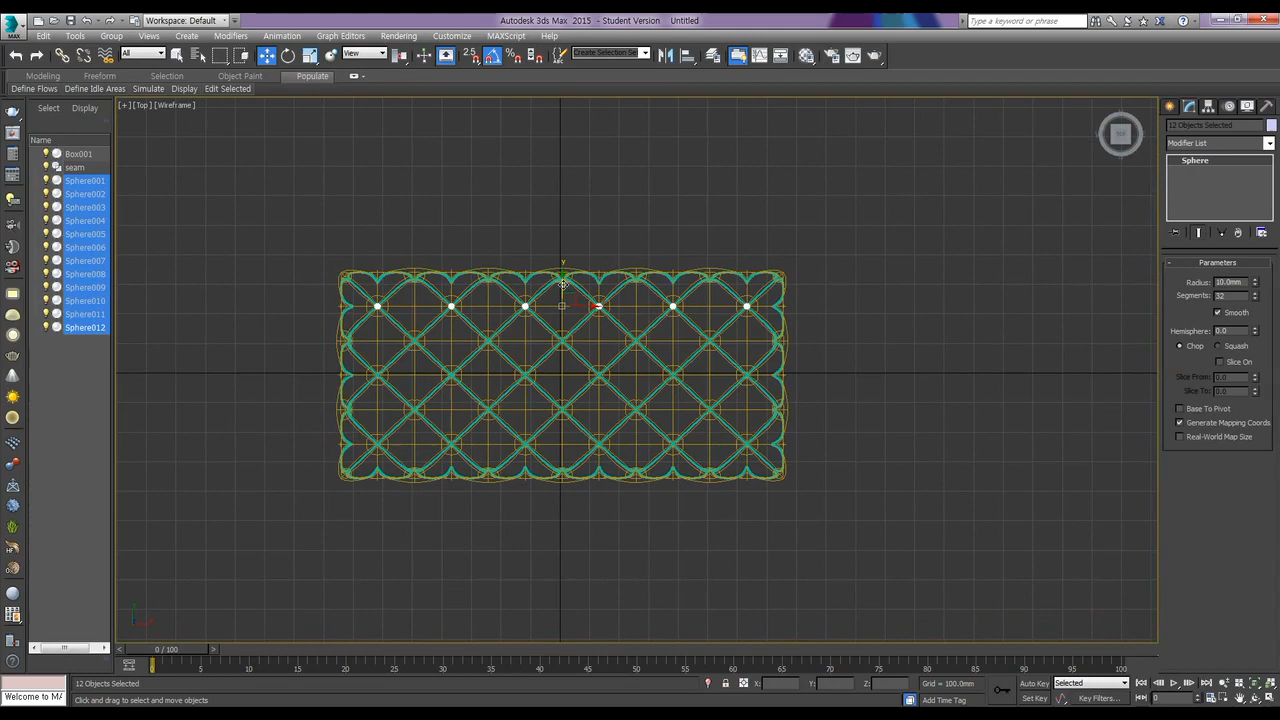 MAX
Workspace: Default
Autodesk 3ds Max 2015 - Student Version Untitled
Type a keyword or phrase
Edit Tools Group Views Create Modifiers Animation Graph Editors Rendering Customize MAXScript Help
All
View
2.5
Create Selection Se
Modeling Freeform Selection Object Paint Populate
Define Flows Define Idle Areas Simulate Display Edit Selected
Select Display
[+] [Top] [Wireframe]
TOP
12 Objects Selected
Modifier List
Name
Box001
seam
Sphere001
Sphere002
Sphere003
Sphere004
Sphere005
Sphere006
Sphere007
Sphere008
Sphere009
Sphere010
Sphere011
Sphere012
Sphere
Parameters
Radius: 10.0mm
Segments: 32
Smooth
Hemisphere: 0.0
Chop Squash
Slice On
Slice From: 0.0
Slice To: 0.0
Base To Pivot
Generate Mapping Coords
Real-World Map Size
y
0 / 100
0 5 10 15 20 25 30 35 40 45 50 55 60 65 70 75 80 85 90 95 100
12 Objects Selected
X: Y: Z: Grid = 100.0mm
Auto Key Selected
Welcome to MA
Click and drag to select and move objects
Add Time Tag
Set Key Key Filters...
0